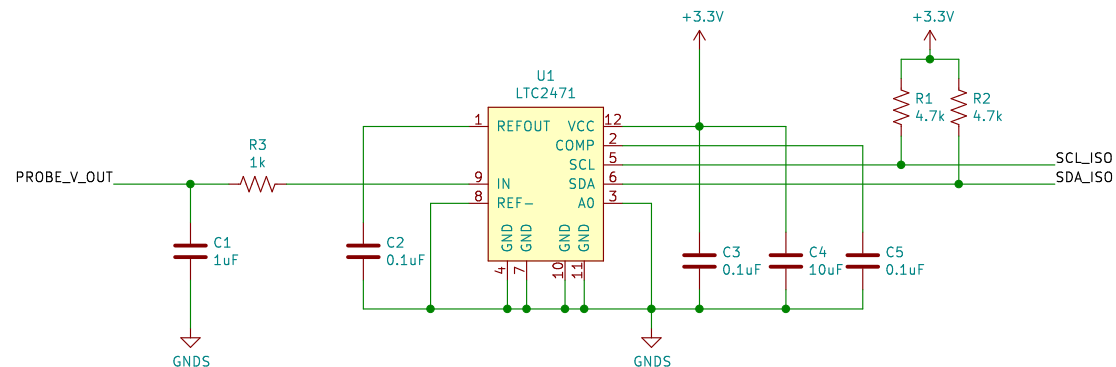 +3.3V
+3.3V
U1
LTC2471
R1
4.7k
R2
4.7k
1
REFOUT
VCC
12
COMP
2
SCL
5
SCL_ISO
R3
1k
PROBE_V_OUT
9
IN
SDA
6
SDA_ISO
8
REF-
A0
3
GND
GND
GND
GND
4
7
10
11
C1
1uF
C2
0.1uF
C3
0.1uF
C4
10uF
C5
0.1uF
GNDS
GNDS